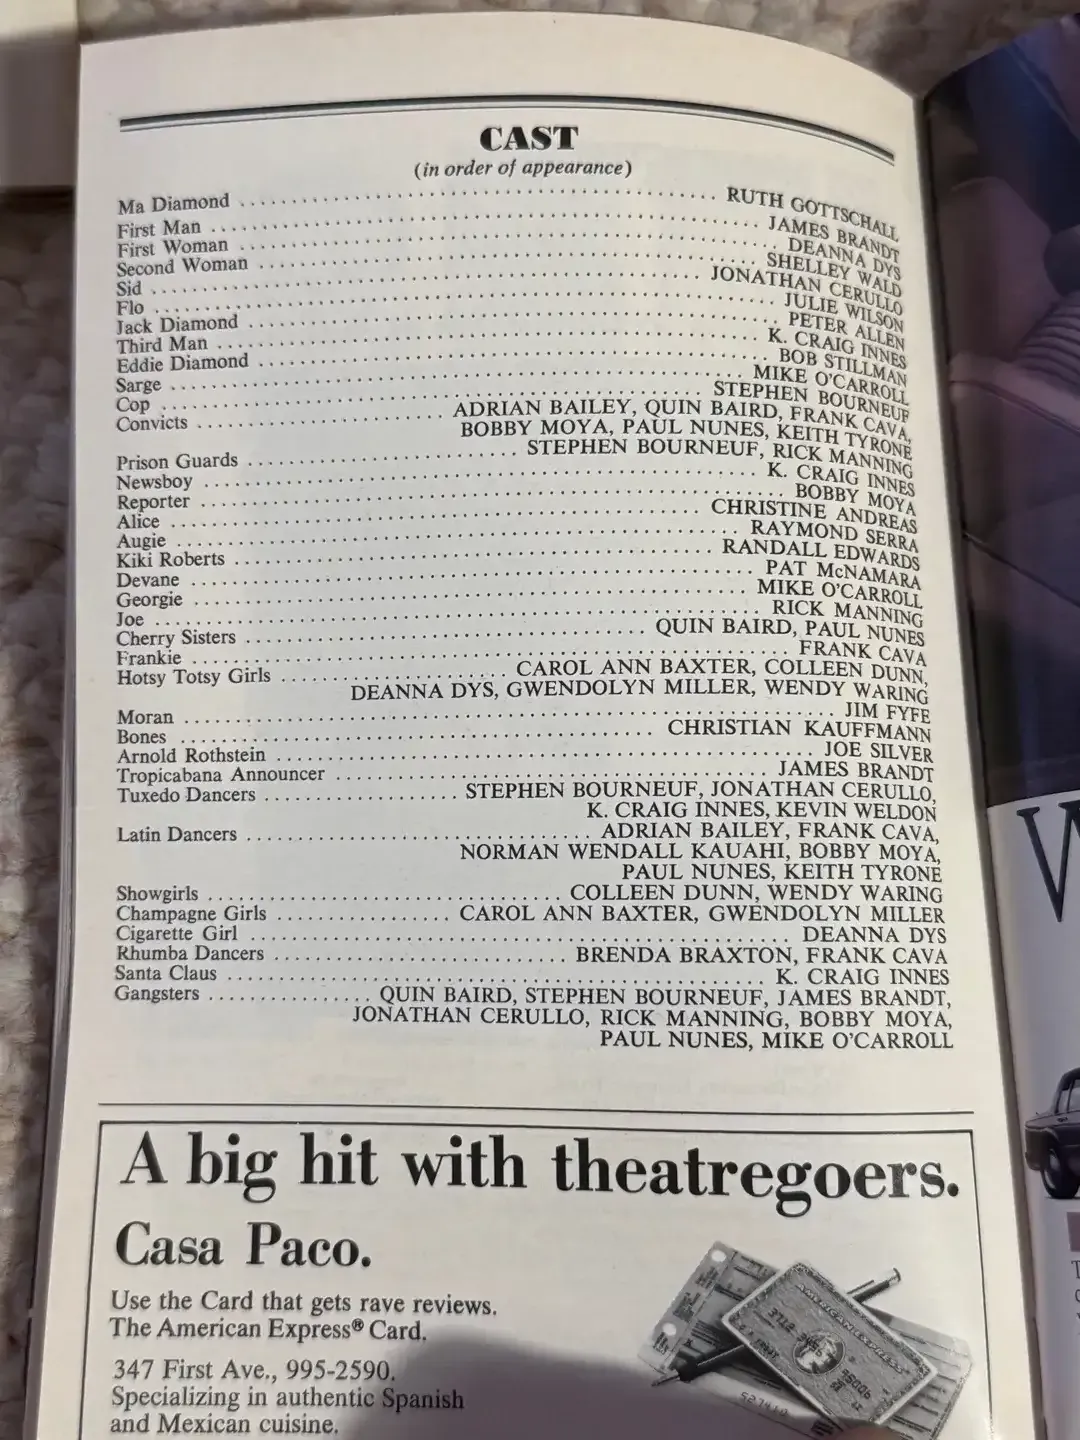 CAST
(in order of appearance)
Ma Diamond ........ RUTH GOTTSCHALL
First Man ........ JAMES BRANDT
First Woman ........ DEANNA DYS
Second Woman ........ SHELLEY WALD
Sid ........ JONATHAN CERULLO
Flo ........ JULIE WILSON
Jack Diamond ........ PETER ALLEN
Third Man ........ K. CRAIG INNES
Eddie Diamond ........ BOB STILLMAN
Sarge ........ MIKE O'CARROLL
Cop ........ STEPHEN BOURNEUF
Convicts ........ ADRIAN BAILEY, QUIN BAIRD, FRANK CAVA,
BOBBY MOYA, PAUL NUNES, KEITH TYRONE
Prison Guards ........ STEPHEN BOURNEUF, RICK MANNING
Newsboy ........ K. CRAIG INNES
Reporter ........ BOBBY MOYA
Alice ........ CHRISTINE ANDREAS
Augie ........ RAYMOND SERRA
Kiki Roberts ........ RANDALL EDWARDS
Devane ........ PAT McNAMARA
Georgie ........ MIKE O'CARROLL
Joe ........ RICK MANNING
Cherry Sisters ........ QUIN BAIRD, PAUL NUNES
Frankie ........ FRANK CAVA
Hotsy Totsy Girls ........ CAROL ANN BAXTER, COLLEEN DUNN,
DEANNA DYS, GWENDOLYN MILLER, WENDY WARING
Moran ........ JIM FYFE
Bones ........ CHRISTIAN KAUFFMANN
Arnold Rothstein ........ JOE SILVER
Tropicabana Announcer ........ JAMES BRANDT
Tuxedo Dancers ........ STEPHEN BOURNEUF, JONATHAN CERULLO,
K. CRAIG INNES, KEVIN WELDON
Latin Dancers ........ ADRIAN BAILEY, FRANK CAVA,
NORMAN WENDALL KAUAHI, BOBBY MOYA,
PAUL NUNES, KEITH TYRONE
Showgirls ........ COLLEEN DUNN, WENDY WARING
Champagne Girls ........ CAROL ANN BAXTER, GWENDOLYN MILLER
Cigarette Girl ........ DEANNA DYS
Rhumba Dancers ........ BRENDA BRAXTON, FRANK CAVA
Santa Claus ........ K. CRAIG INNES
Gangsters ........ QUIN BAIRD, STEPHEN BOURNEUF, JAMES BRANDT,
JONATHAN CERULLO, RICK MANNING, BOBBY MOYA,
PAUL NUNES, MIKE O'CARROLL
A big hit with theatregoers.
Casa Paco.
Use the Card that gets rave reviews.
The American Express® Card.
347 First Ave., 995-2590.
Specializing in authentic Spanish
and Mexican cuisine.
AMERICAN EXPRESS